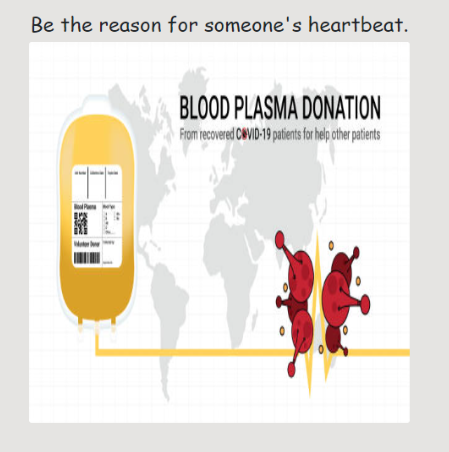 Be the reason for someone's heartbeat.
BLOOD PLASMA DONATION
From recovered COVID-19 patients for help other patients
Blood Plasma
Volunteer Donor